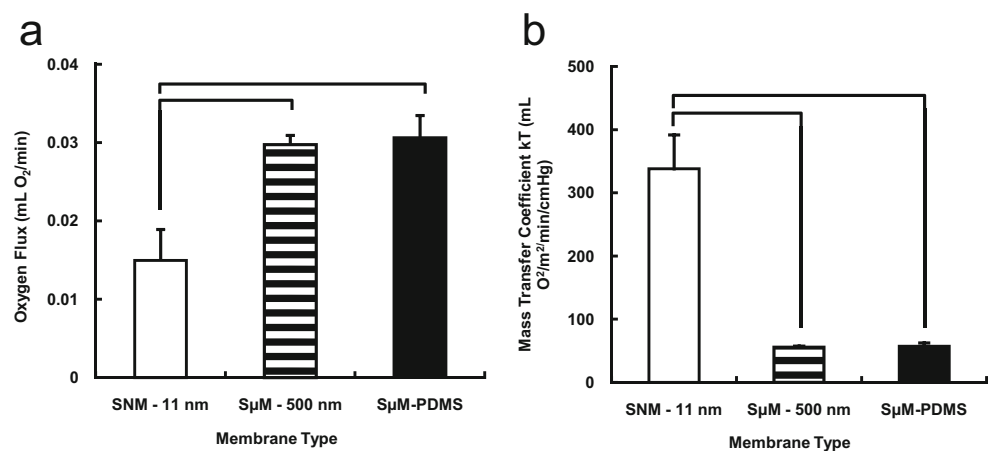 a
0.04
0.03
0.02
0.01
0
Oxygen Flux (mL O₂/min)
SNM - 11 nm SµM - 500 nm SµM-PDMS
Membrane Type
b
500
400
300
200
100
0
Mass Transfer Coefficient kT (mL
O²/m²/min/cmHg)
SNM - 11 nm SµM - 500 nm SµM-PDMS
Membrane Type